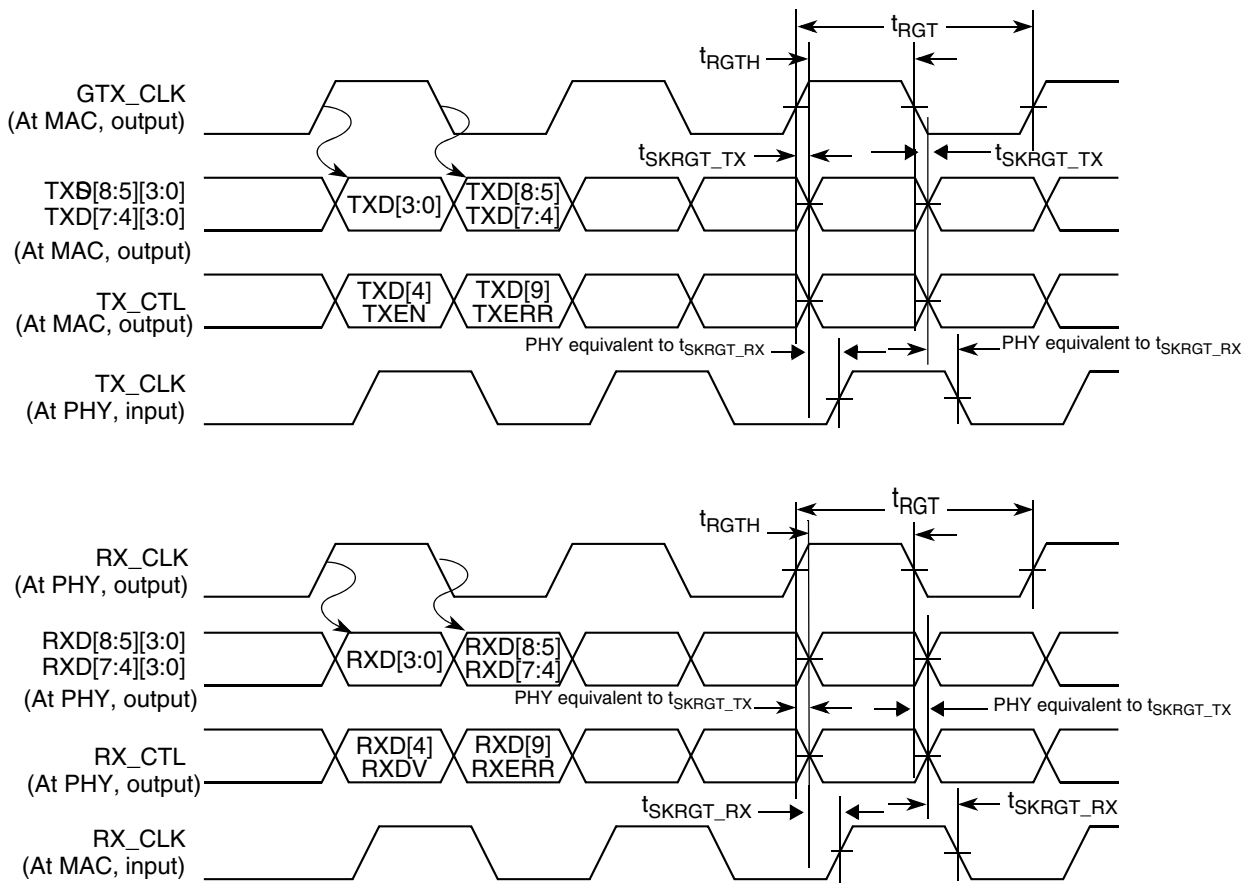 tRGT
tRGTH
GTX_CLK
(At MAC, output)
tSKRGT_TX
tSKRGT_TX
TXD[8:5][3:0]
TXD[7:4][3:0]
(At MAC, output)
TXD[3:0]
TXD[8:5]
TXD[7:4]
TX_CTL
(At MAC, output)
TXD[4]
TXEN
TXD[9]
TXERR
PHY equivalent to tSKRGT_RX
PHY equivalent to tSKRGT_RX
TX_CLK
(At PHY, input)
tRGT
tRGTH
RX_CLK
(At PHY, output)
RXD[8:5][3:0]
RXD[7:4][3:0]
(At PHY, output)
RXD[3:0]
RXD[8:5]
RXD[7:4]
PHY equivalent to tSKRGT_TX
PHY equivalent to tSKRGT_TX
RX_CTL
(At PHY, output)
RXD[4]
RXDV
RXD[9]
RXERR
tSKRGT_RX
tSKRGT_RX
RX_CLK
(At MAC, input)